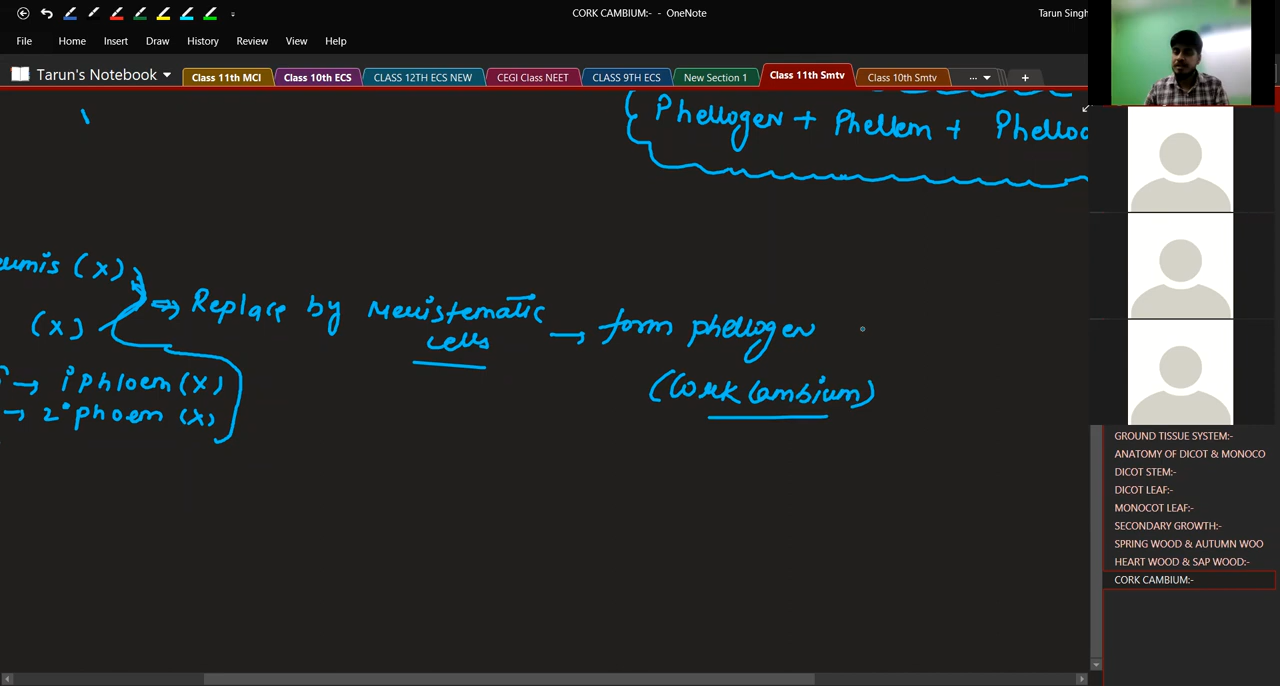 CORK CAMBIUM:- - OneNote
Tarun Singh
File Home Insert Draw History Review View Help
Tarun's Notebook
Class 11th MCI
Class 10th ECS
CLASS 12TH ECS NEW
CEGI Class NEET
CLASS 9TH ECS
New Section 1
Class 11th Smtv
Class 10th Smtv
...
+
Phellogen + Phellem + Phelloc
eumis (x)
(x)
⇒ Replace by Meristematic
cells
→ form phellogen
(Cork Cambium)
→ i phloem (x)
→ 2° phoem (x)
GROUND TISSUE SYSTEM:-
ANATOMY OF DICOT & MONOCO
DICOT STEM:-
DICOT LEAF:-
MONOCOT LEAF:-
SECONDARY GROWTH:-
SPRING WOOD & AUTUMN WOO
HEART WOOD & SAP WOOD:-
CORK CAMBIUM:-